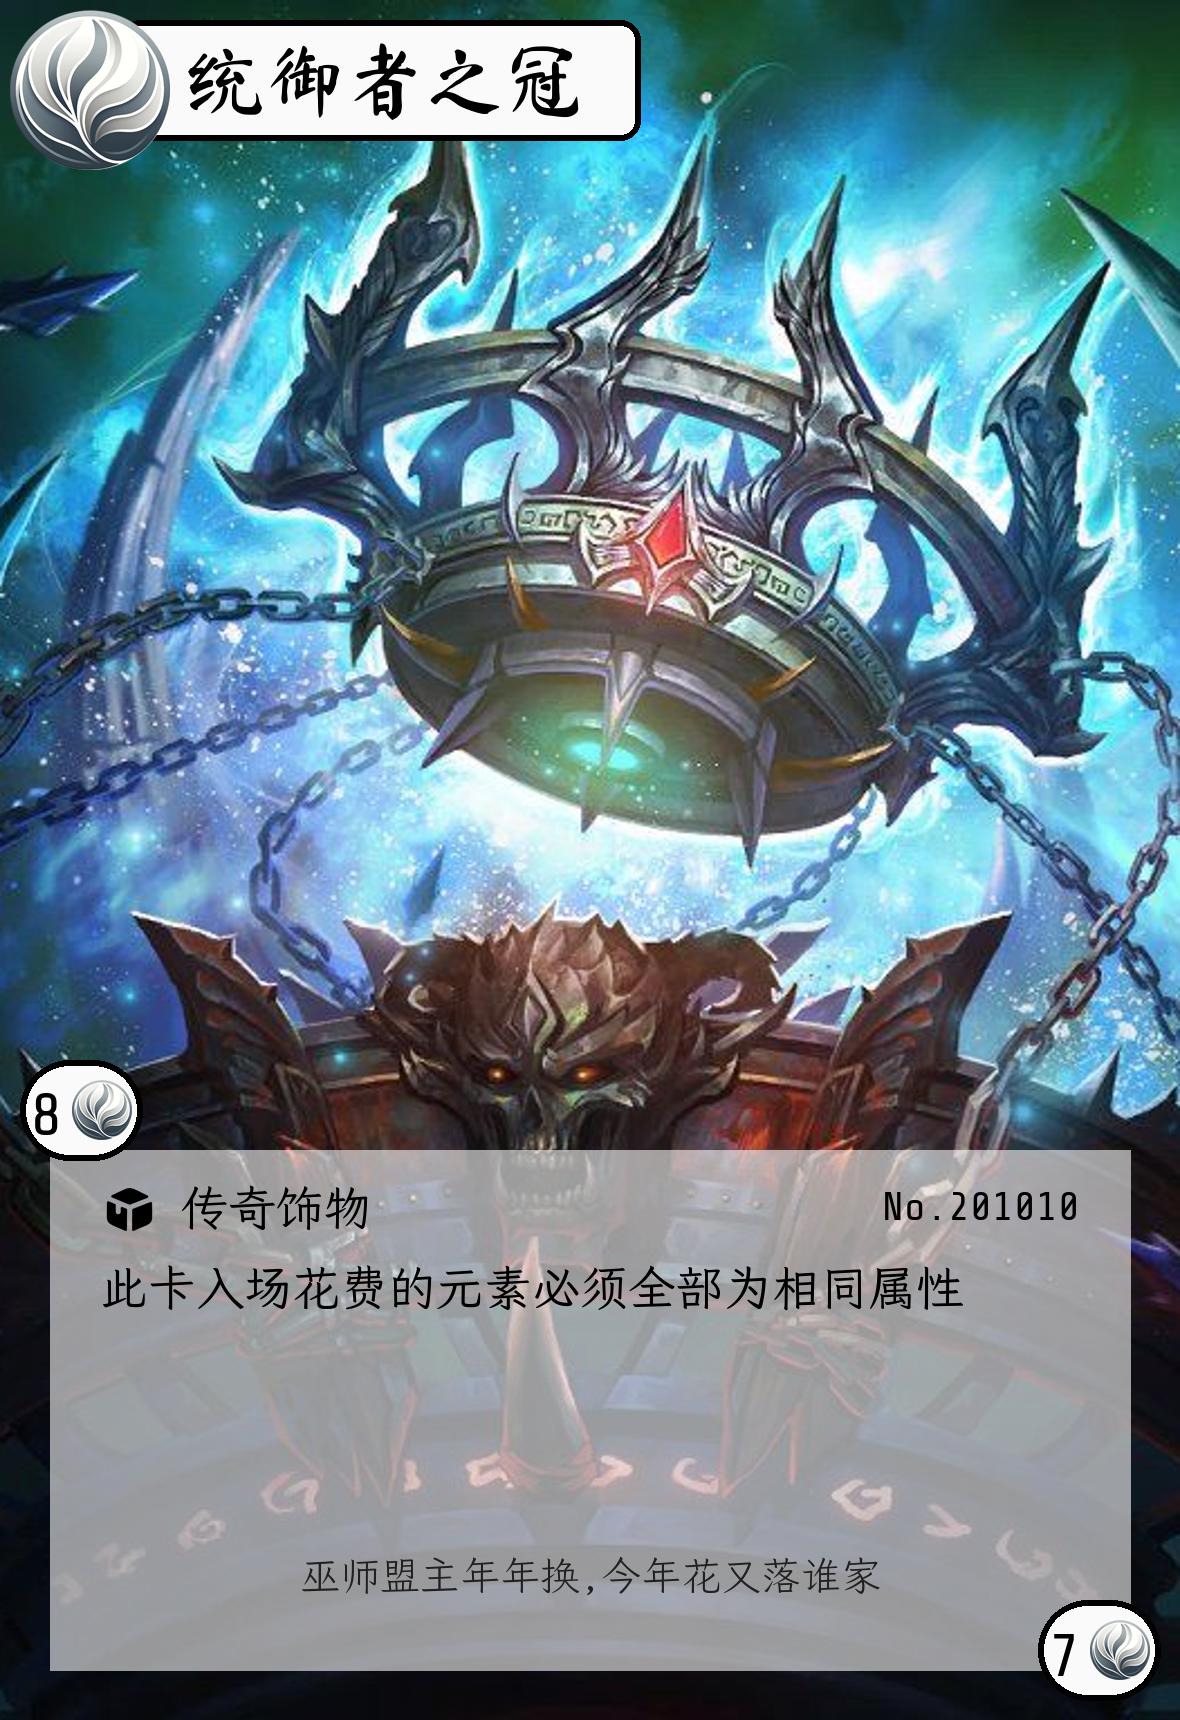 统御者之冠
8
传奇饰物
No.201010
此卡入场花费的元素必须全部为相同属性
巫师盟主年年换,今年花又落谁家
7